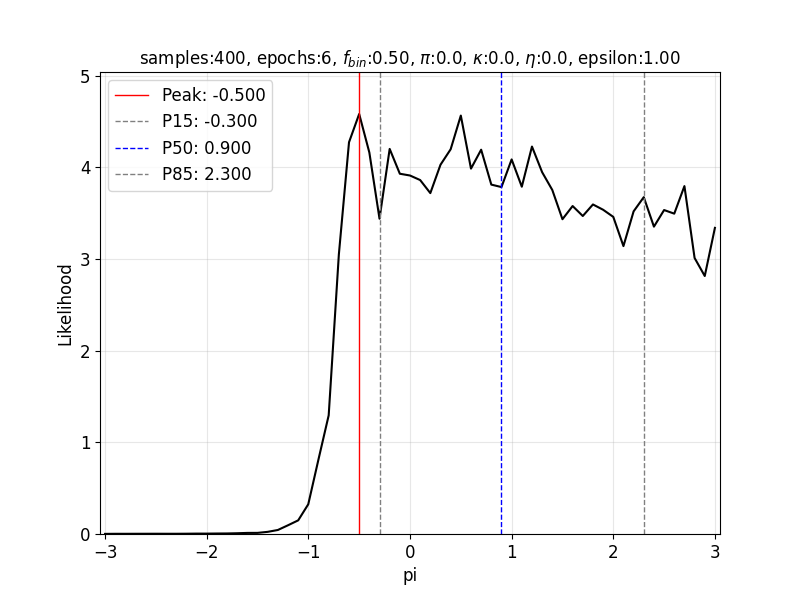 samples:400, epochs:6, f_bin:0.50, π:0.0, κ:0.0, η:0.0, epsilon:1.00
Peak: -0.500
P15: -0.300
P50: 0.900
P85: 2.300
5
4
3
2
1
0
Likelihood
−3 −2 −1 0 1 2 3
pi